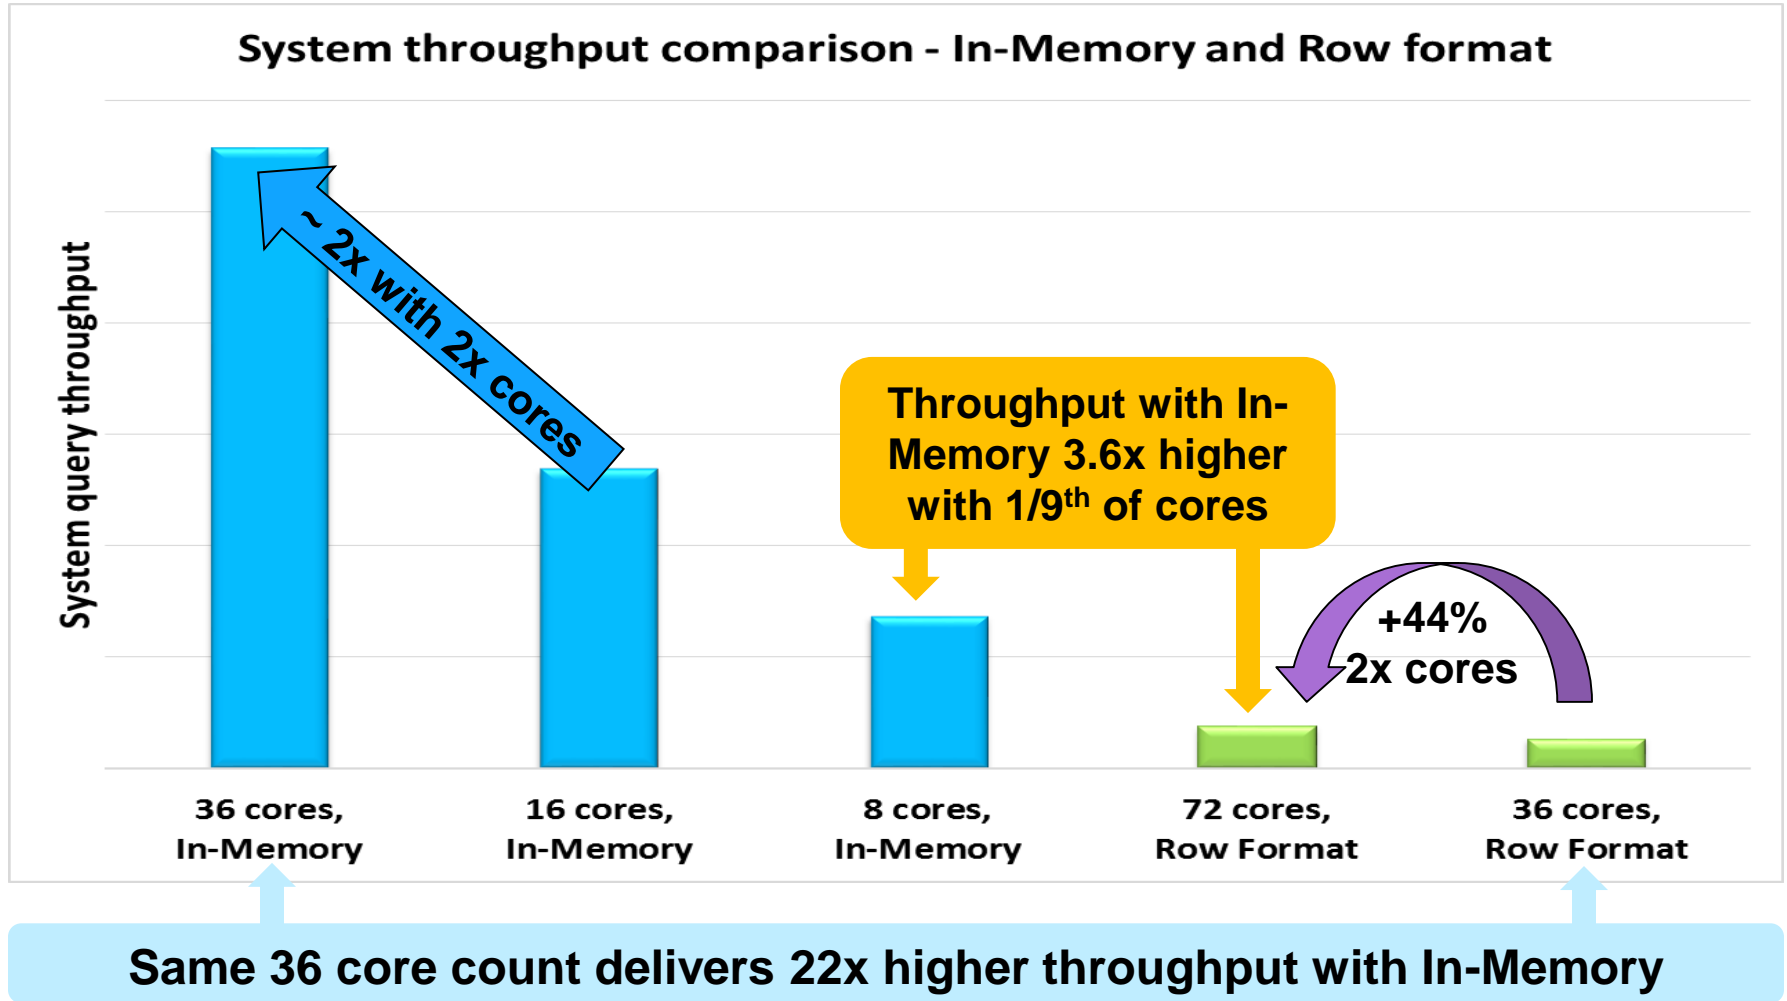 System throughput comparison - In-Memory and Row format
System query throughput
~ 2x with 2x cores
Throughput with In-
Memory 3.6x higher
with 1/9th of cores
+44%
2x cores
36 cores,
In-Memory
16 cores,
In-Memory
8 cores,
In-Memory
72 cores,
Row Format
36 cores,
Row Format
Same 36 core count delivers 22x higher throughput with In-Memory